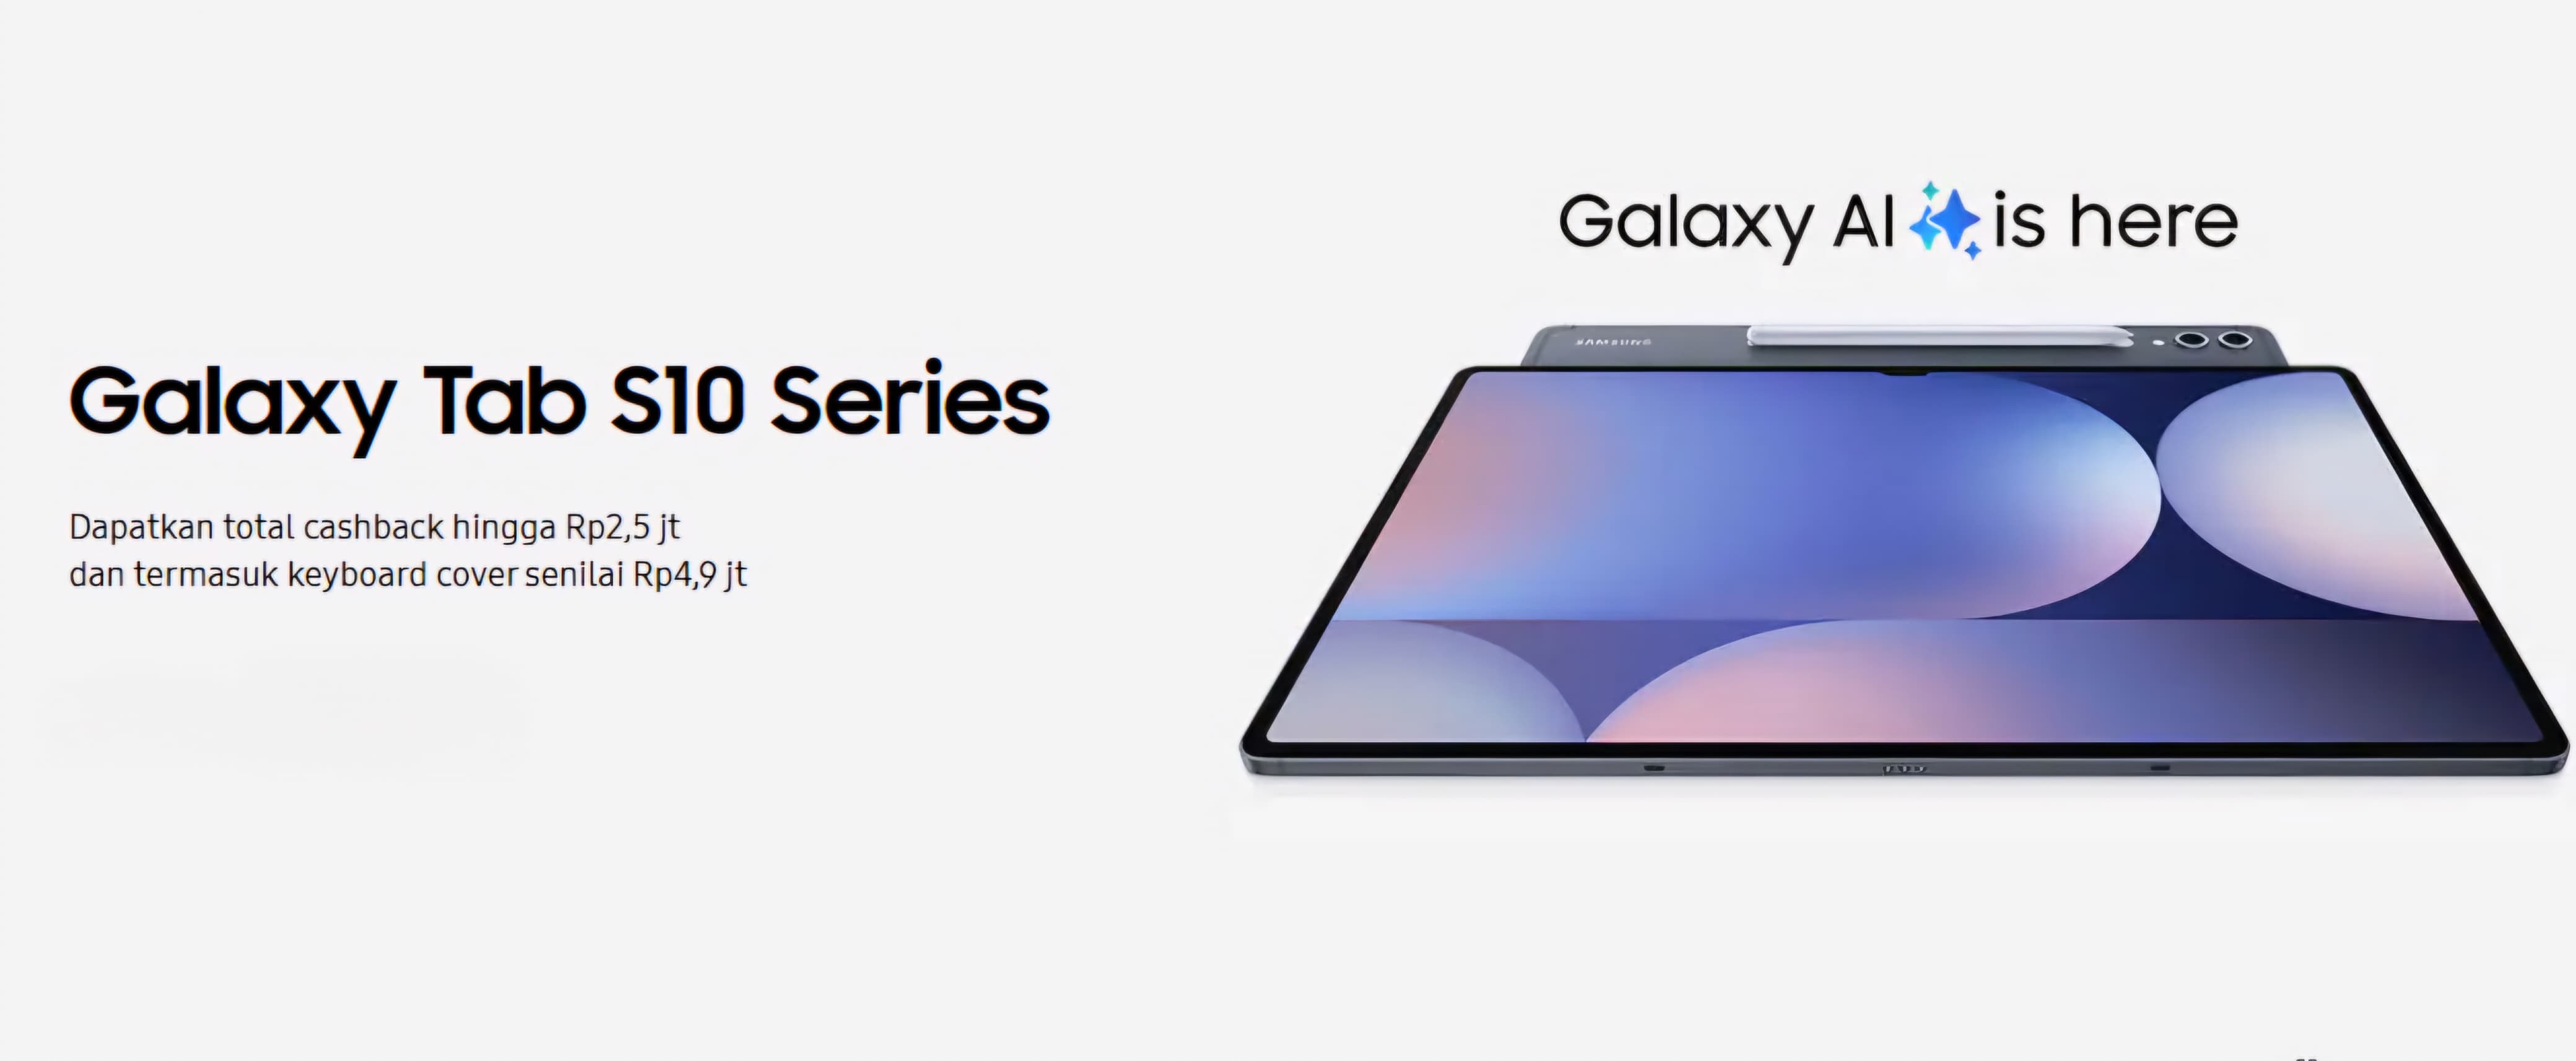 Galaxy AI is here
SAMSUNG
Galaxy Tab S10 Series
Dapatkan total cashback hingga Rp2,5 jt
dan termasuk keyboard cover senilai Rp4,9 jt